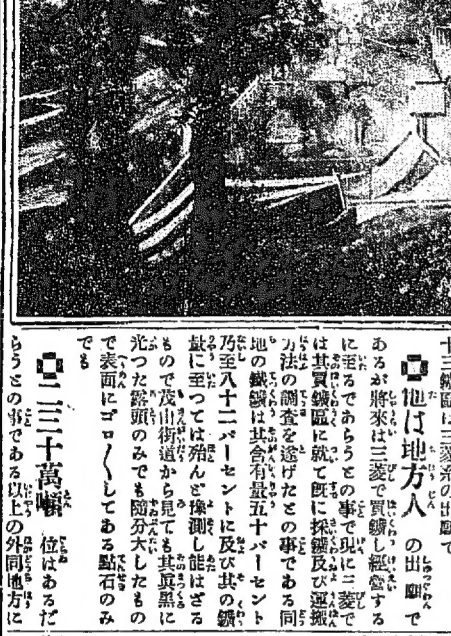 十三鑛區は三菱系の出願で
他は地方人の出願で
あるが將來は三菱で買鑛し經營する
に至るであらうとの事で現に三菱で
は其買鑛區に就て既に採鑛及び運搬
方法の調査を遂げたとの事である同
地の鐵鑛は其含有量五十パーセント
乃至八十二パーセントに及び其の鑛
量に至つては殆んど豫測し能はざる
もので茂山街道から見ても其眞黑に
光つた露頭のみでも隨分大したもの
で表面にゴロ〱してある點石のみ
でも
二三十萬噸位はあるだ
らうとの事である以上の外同地方に